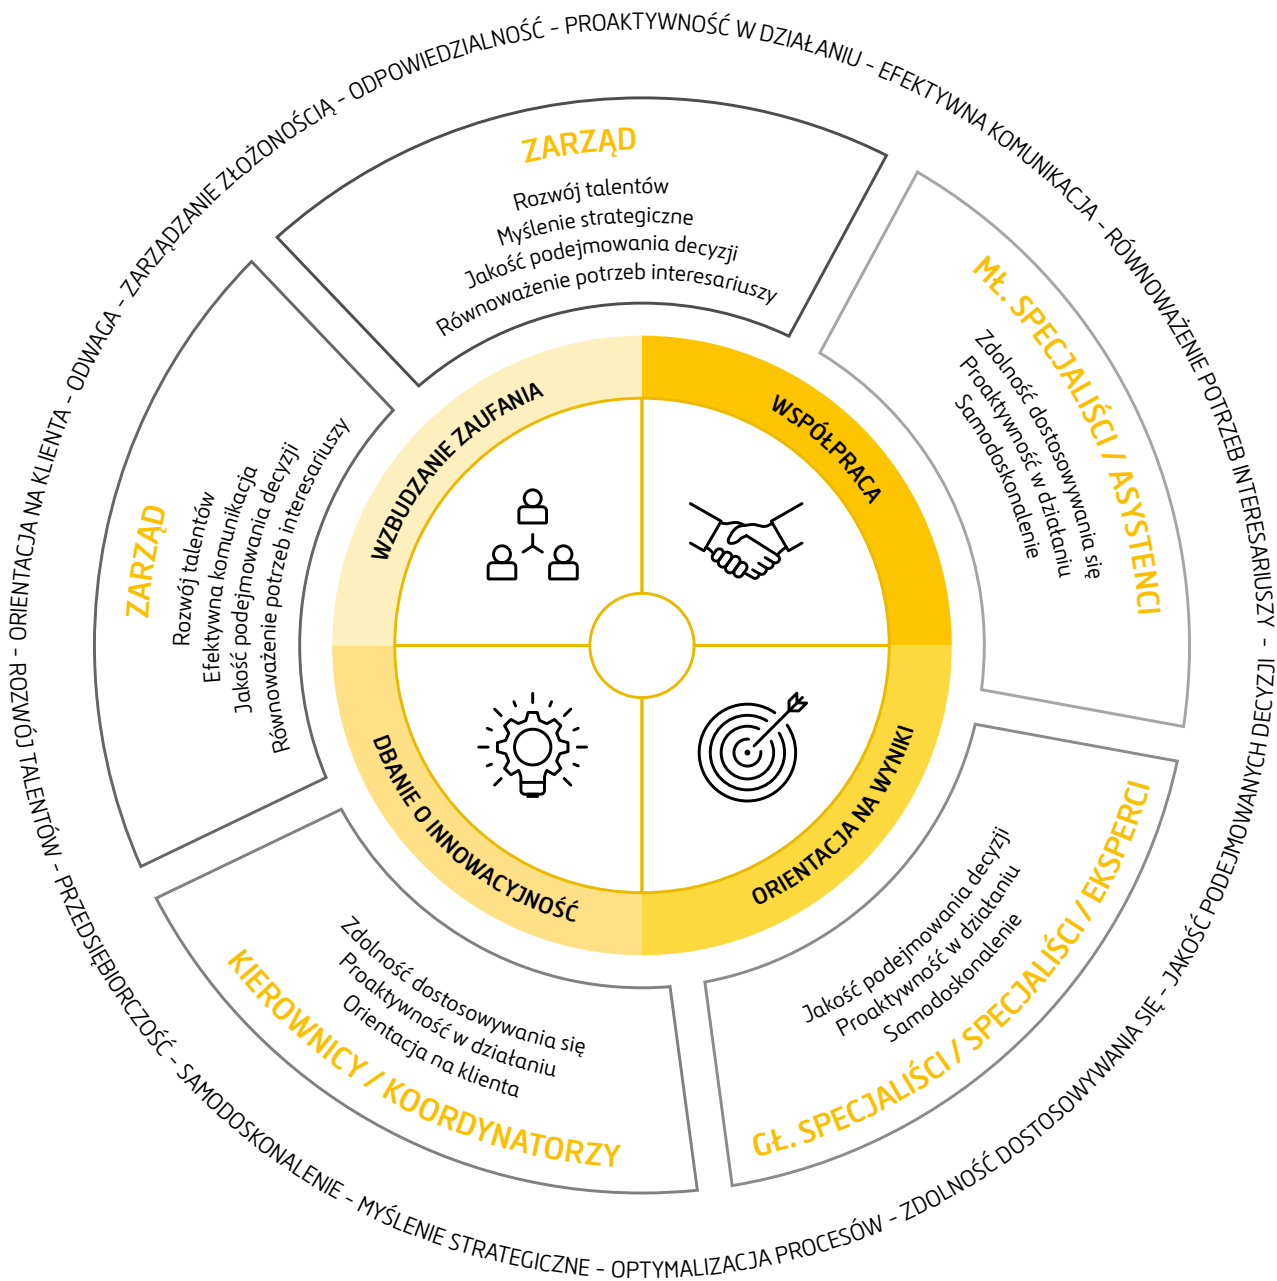 ORIENTACJA NA KLIENTA - ODWAGA - ZARZĄDZANIE ZŁOŻONOŚCIĄ - ODPOWIEDZIALNOŚĆ - PROAKTYWNOŚĆ W DZIAŁANIU - EFEKTYWNA KOMUNIKACJA - RÓWNOWAŻENIE POTRZEB INTERESARIUSZY -
ROZWÓJ TALENTÓW - PRZEDSIĘBIORCZOŚĆ - SAMODOSKONALENIE - MYŚLENIE STRATEGICZNE - OPTYMALIZACJA PROCESÓW - ZDOLNOŚĆ DOSTOSOWYWANIA SIĘ - JAKOŚĆ PODEJMOWANYCH DECYZJI -
ZARZĄD
Rozwój talentów
Myślenie strategiczne
Jakość podejmowania decyzji
Równoważenie potrzeb interesariuszy
MŁ. SPECJALIŚCI / ASYSTENCI
Zdolność dostosowywania się
Proaktywność w działaniu
Samodoskonalenie
GŁ. SPECJALIŚCI / SPECJALIŚCI / EKSPERCI
Jakość podejmowania decyzji
Proaktywność w działaniu
Samodoskonalenie
KIEROWNICY / KOORDYNATORZY
Zdolność dostosowywania się
Proaktywność w działaniu
Orientacja na klienta
ZARZĄD
Rozwój talentów
Efektywna komunikacja
Jakość podejmowania decyzji
Równoważenie potrzeb interesariuszy
WZBUDZANIE ZAUFANIA
WSPÓŁPRACA
ORIENTACJA NA WYNIKI
DBANIE O INNOWACYJNOŚĆ